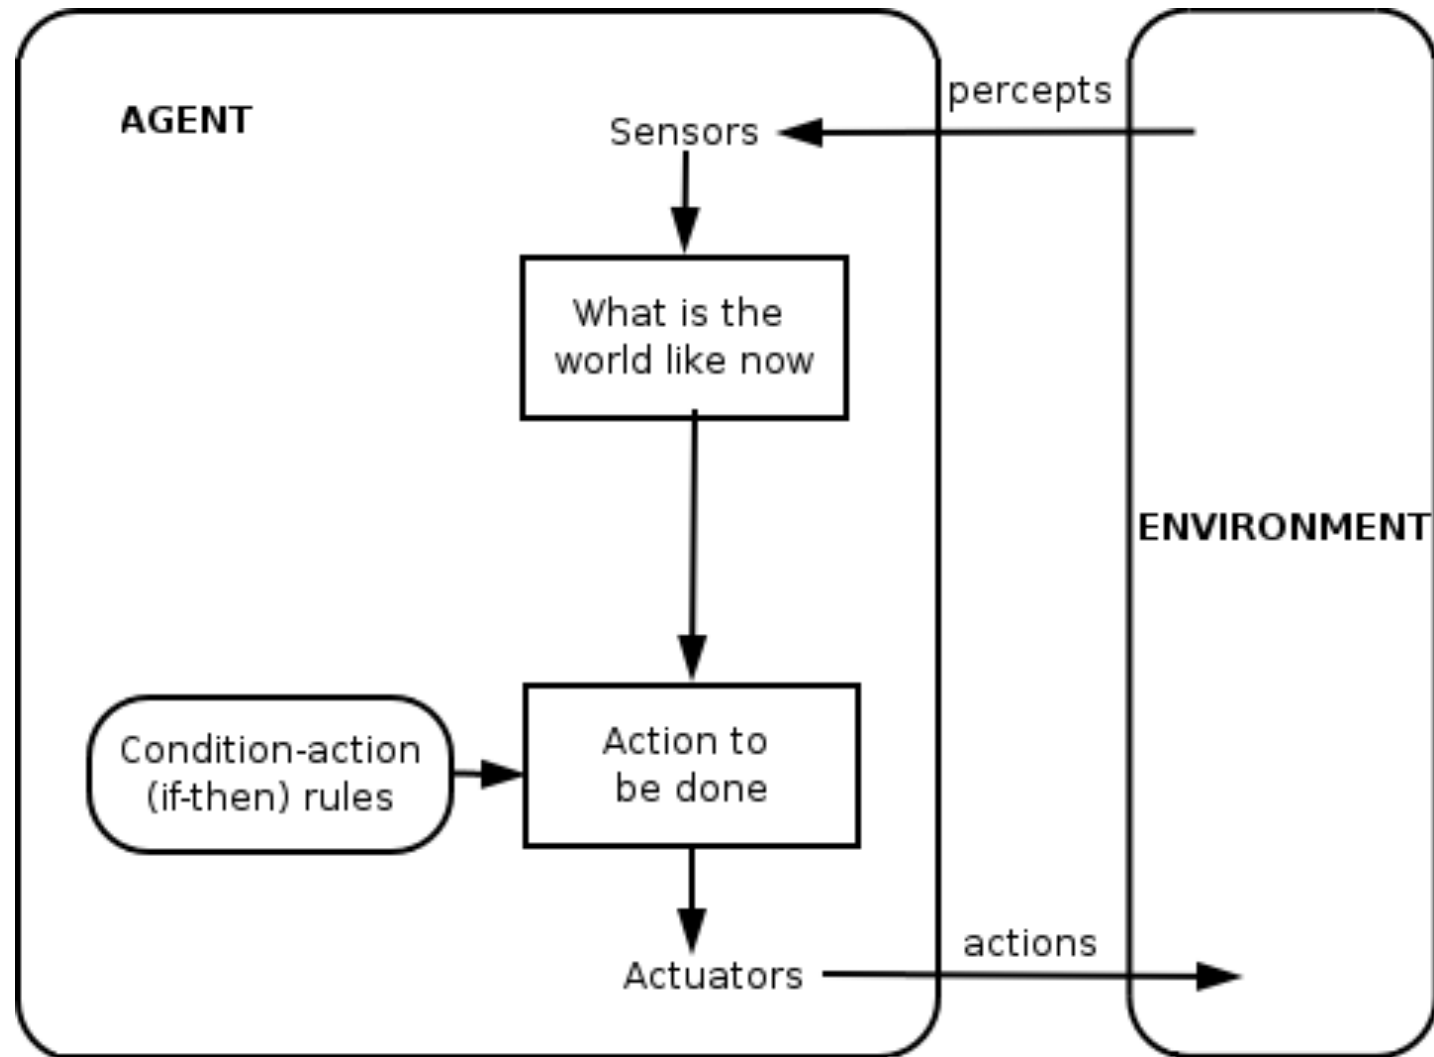 AGENT
percepts
Sensors
What is the
world like now
ENVIRONMENT
Condition-action
(if-then) rules
Action to
be done
actions
Actuators